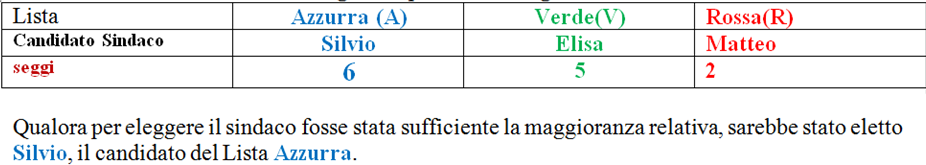 Lista Azzurra (A) Verde(V) Rossa(R)
Candidato Sindaco Silvio Elisa Matteo
seggi 6 5 2
Qualora per eleggere il sindaco fosse stata sufficiente la maggioranza relativa, sarebbe stato eletto
Silvio, il candidato del Lista Azzurra.